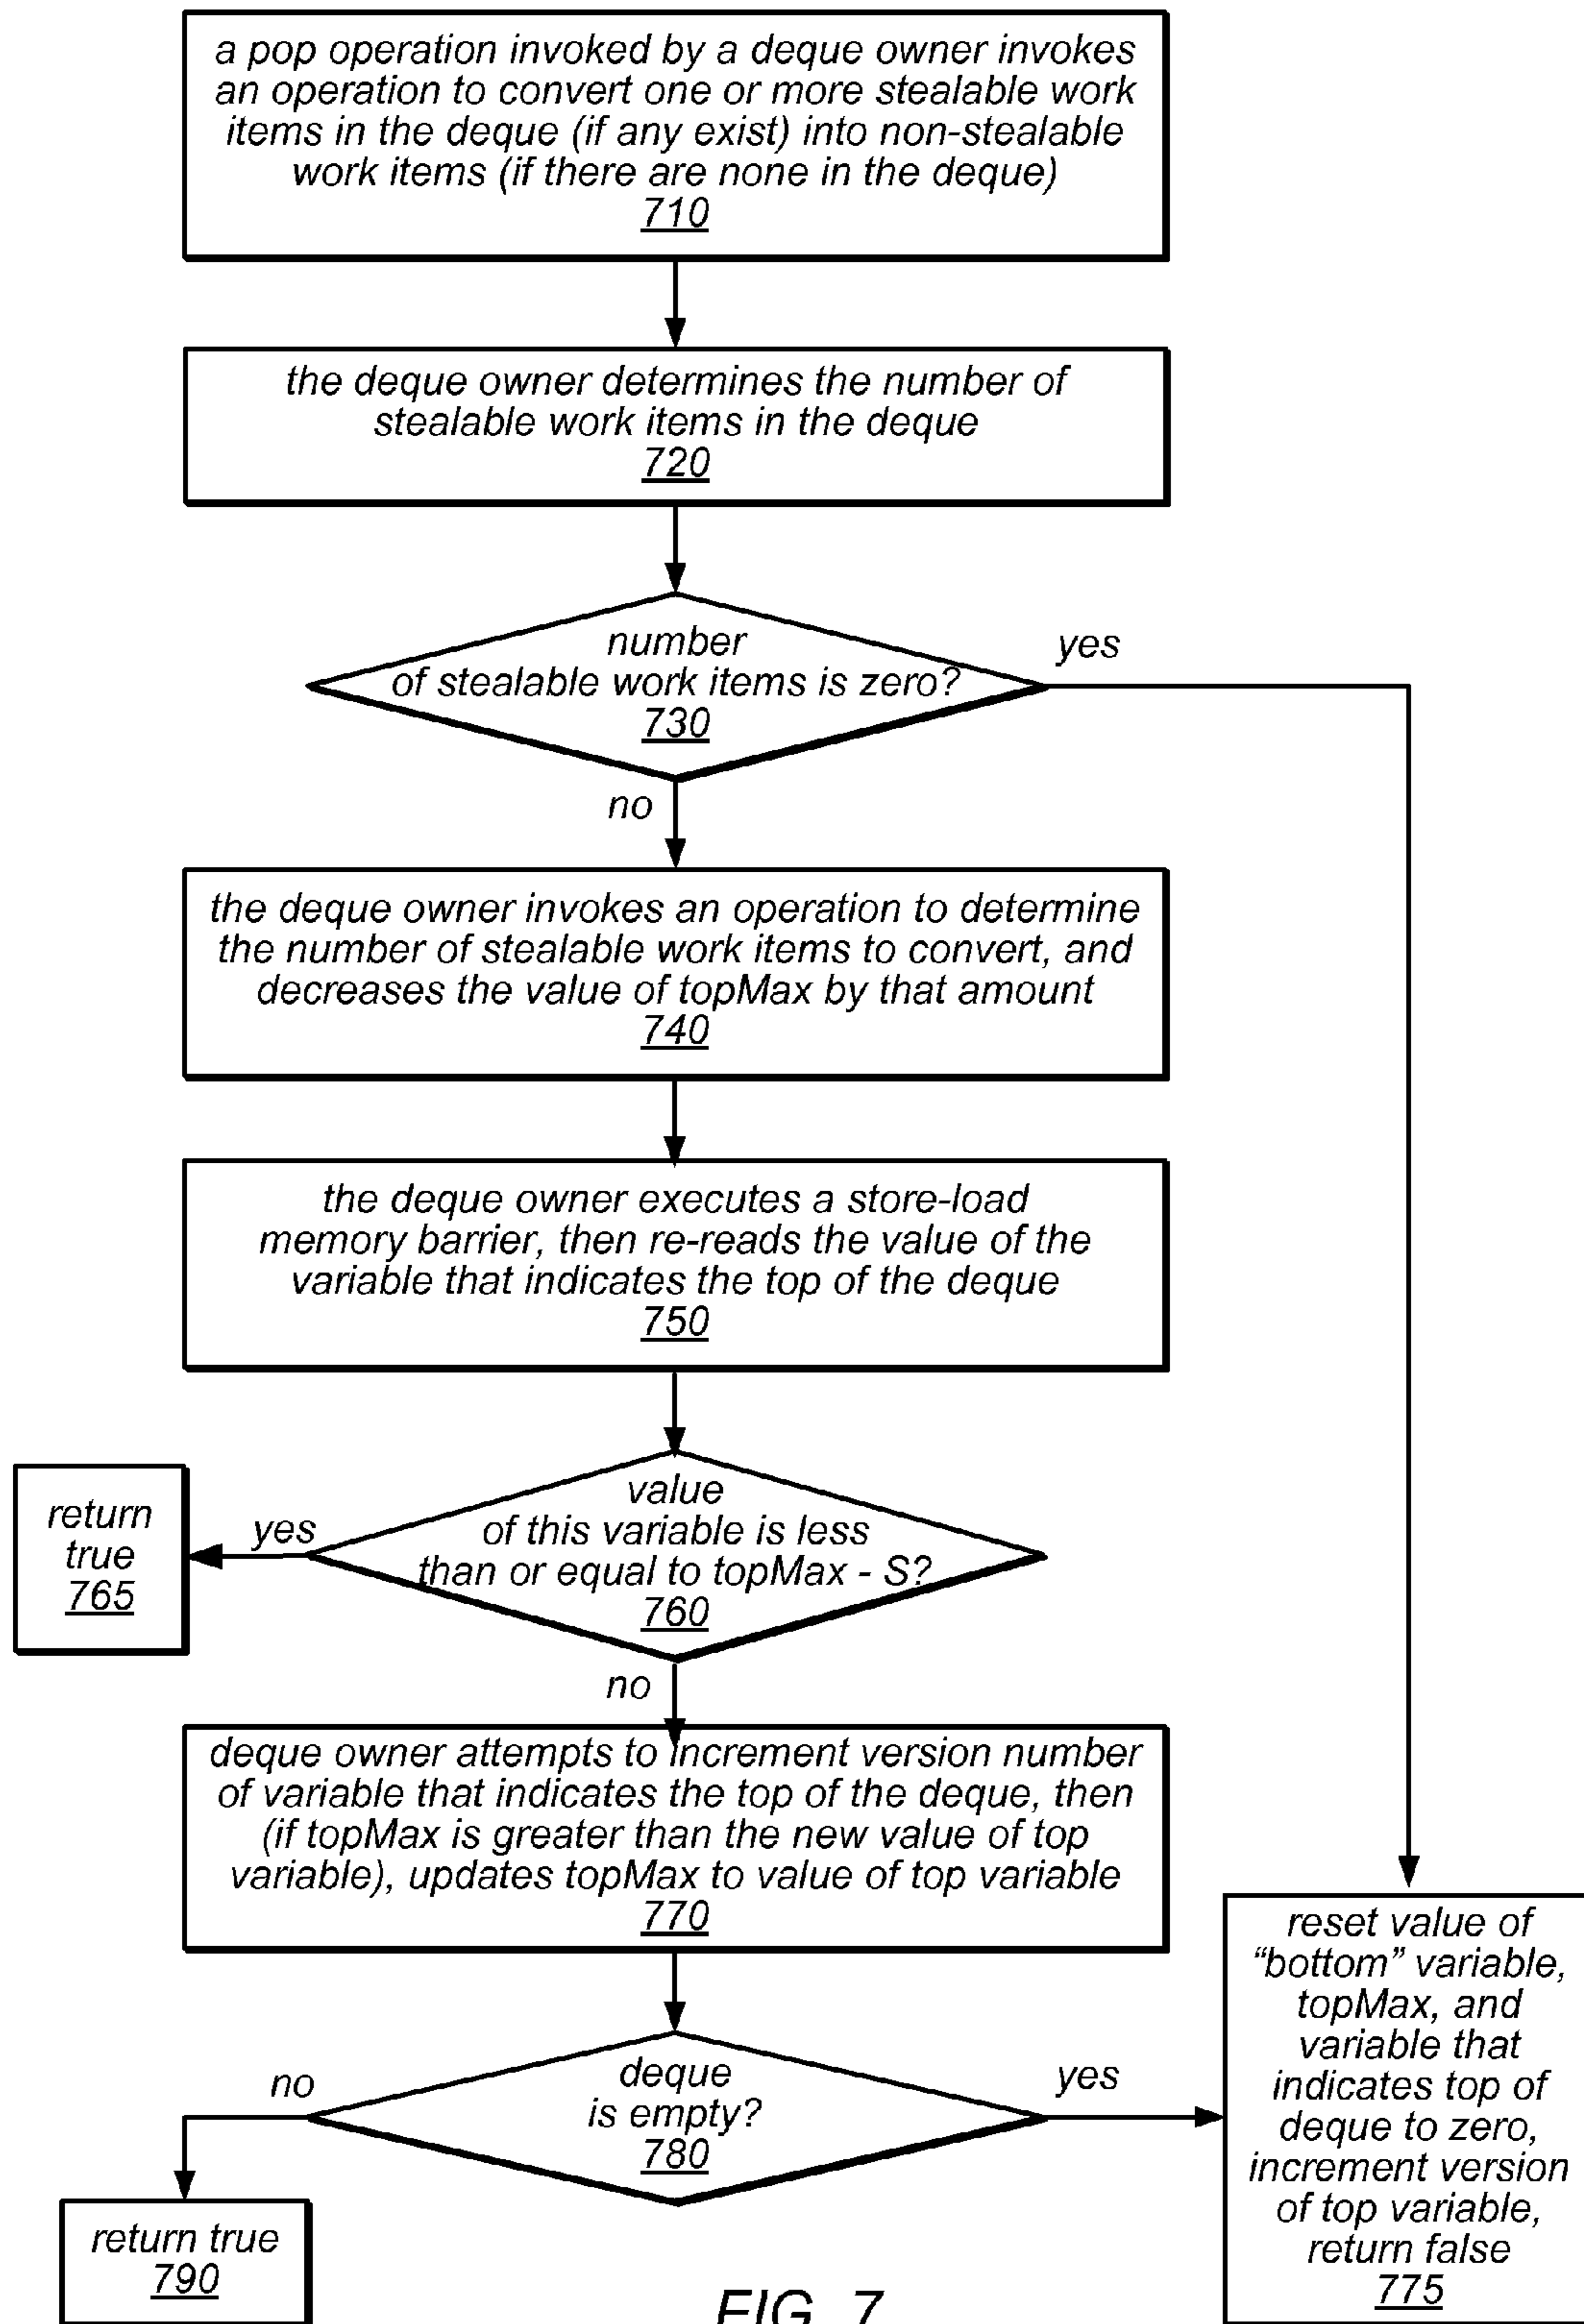 a pop operation invoked by a deque owner invokes
an operation to convert one or more stealable work
items in the deque (if any exist) into non-stealable
work items (if there are none in the deque)
710
the deque owner determines the number of
stealable work items in the deque
720
number
of stealable work items is zero?
730
yes
no
the deque owner invokes an operation to determine
the number of stealable work items to convert, and
decreases the value of topMax by that amount
740
the deque owner executes a store-load
memory barrier, then re-reads the value of the
variable that indicates the top of the deque
750
value
of this variable is less
than or equal to topMax - S?
760
yes
return
true
765
no
deque owner attempts to increment version number
of variable that indicates the top of the deque, then
(if topMax is greater than the new value of top
variable), updates topMax to value of top variable
770
deque
is empty?
780
no
yes
return true
790
reset value of
“bottom” variable,
topMax, and
variable that
indicates top of
deque to zero,
increment version
of top variable,
return false
775
FIG. 7